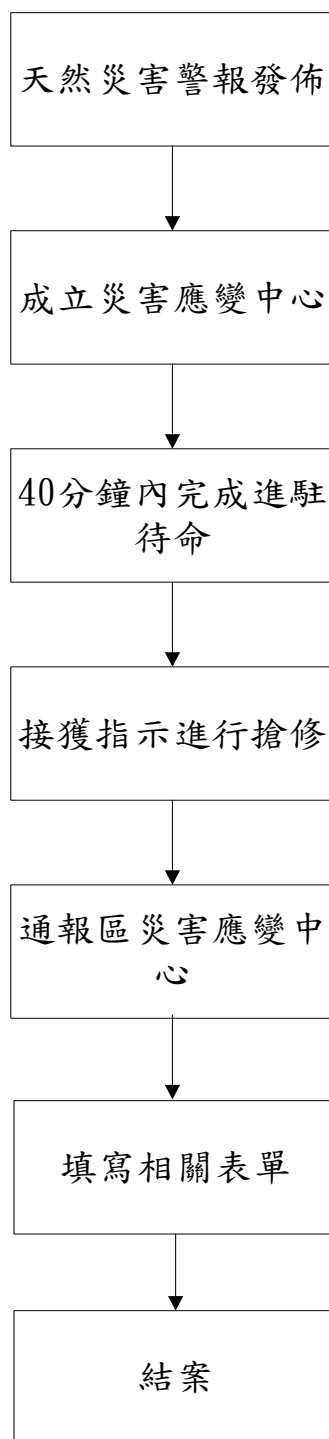 天然災害警報發佈
成立災害應變中心
40分鐘內完成進駐
待命
接獲指示進行搶修
通報區災害應變中
心
填寫相關表單
結案